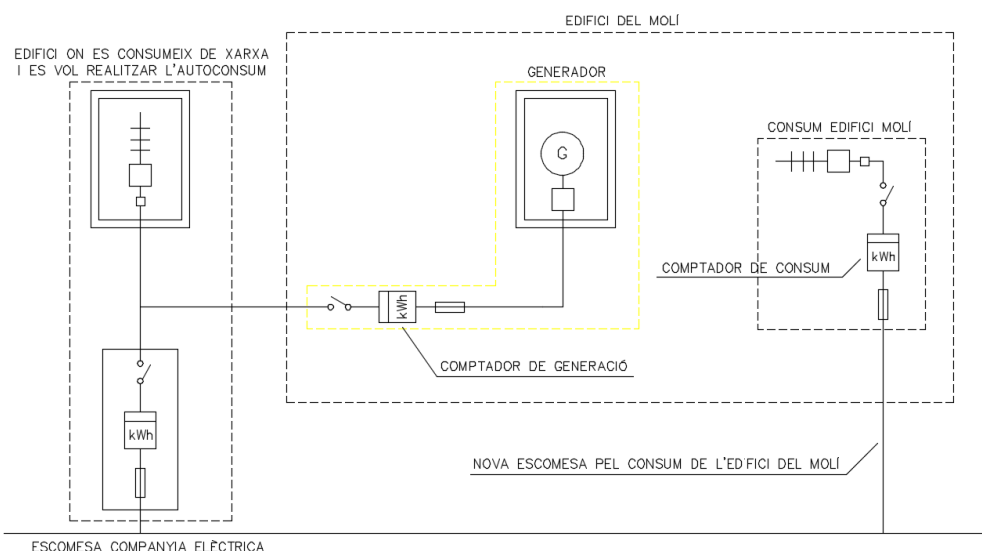 EDIFICI DEL MOLÍ
EDIFICI ON ES CONSUMEIX DE XARXA
I ES VOL REALITZAR L'AUTOCONSUM
GENERADOR
G
CONSUM EDIFICI MOLÍ
kWh
COMPTADOR DE CONSUM
kWh
COMPTADOR DE GENERACIÓ
kWh
NOVA ESCOMESA PEL CONSUM DE L'EDIFICI DEL MOLÍ
ESCOMESA COMPANYIA ELÈCTRICA